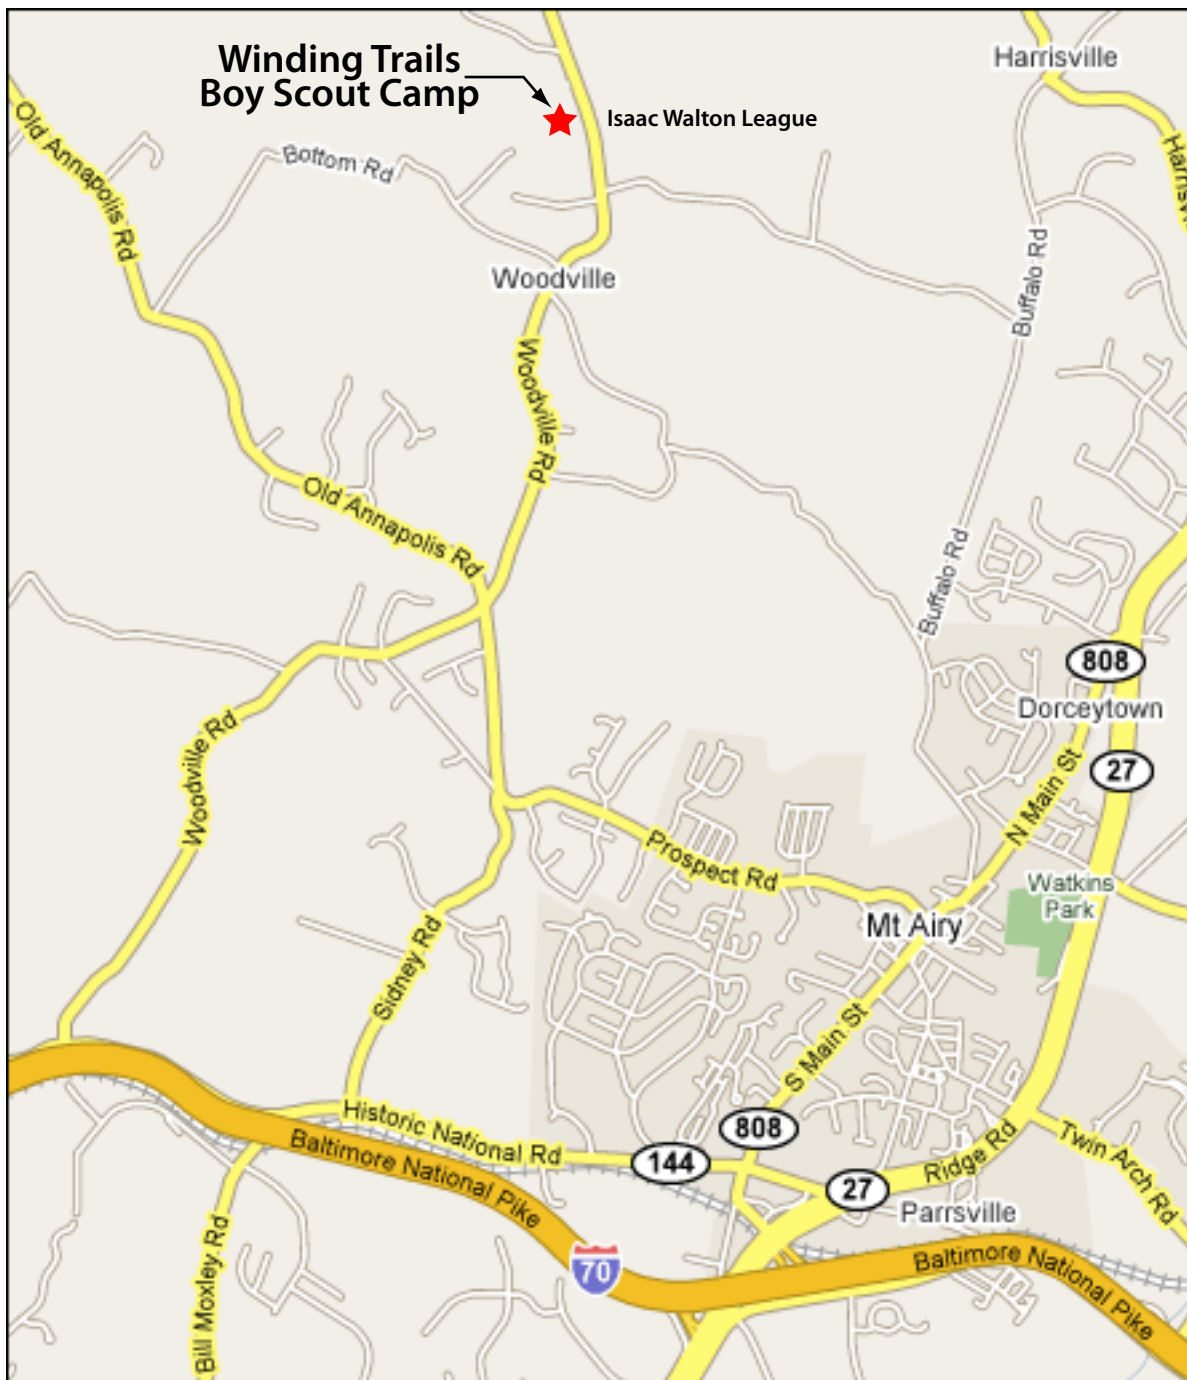 Winding Trails
Boy Scout Camp
Isaac Walton League
Harrisville
Harrisv
Old Annapolis Rd
Bottom Rd
Woodville
Buffalo Rd
Woodville Rd
Old Annapolis Rd
Buffalo Rd
808
Dorceytown
27
Woodville Rd
N Main St
Prospect Rd
Watkins
Park
Mt Airy
Sidney Rd
S Main St
Historic National Rd
808
144
Baltimore National Pike
27
Ridge Rd
Twin Arch Rd
Parrsville
Bill Moxley Rd
70
Baltimore National Pike